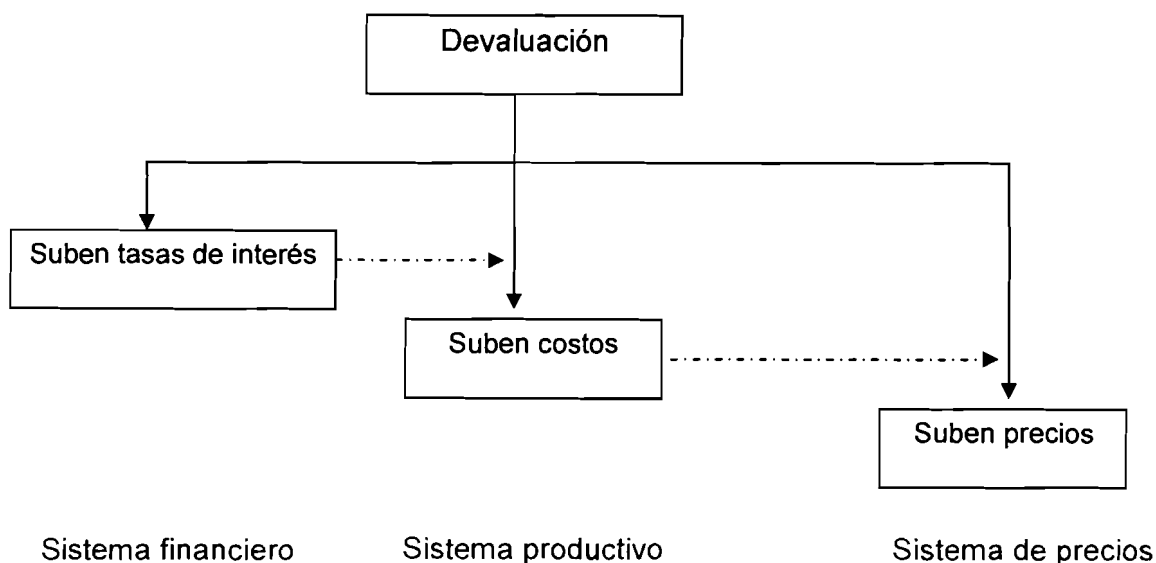 Devaluación
Suben tasas de interés
Suben costos
Suben precios
Sistema financiero
Sistema productivo
Sistema de precios